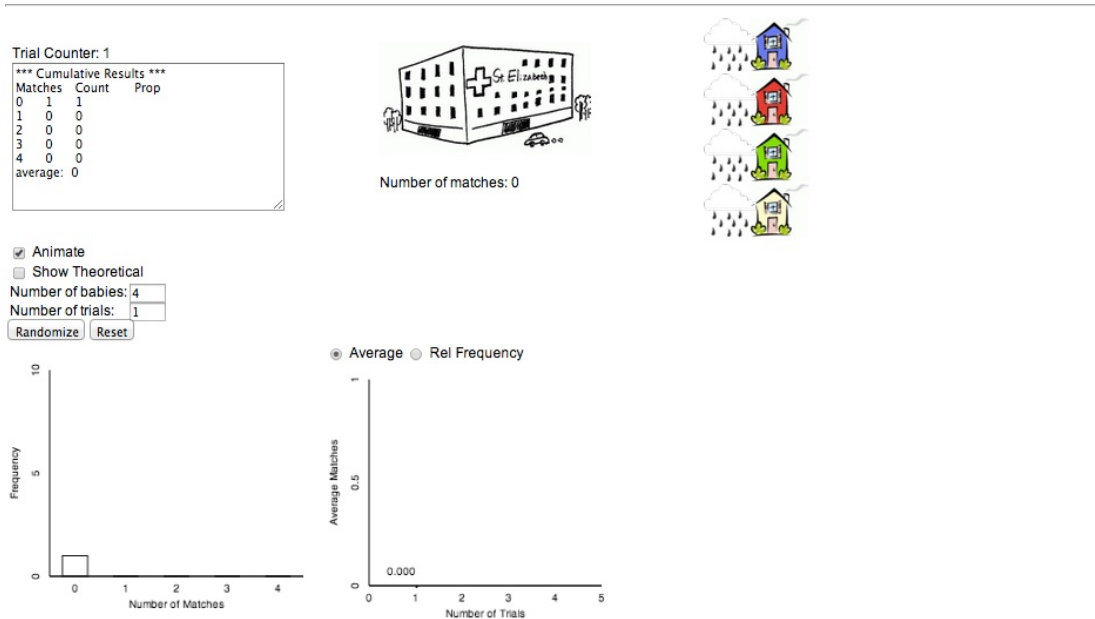 Trial Counter: 1
*** Cumulative Results ***
Matches Count Prop
0 1 1
1 0 0
2 0 0
3 0 0
4 0 0
average: 0
St. Elizabeth
Number of matches: 0
Animate
Show Theoretical
Number of babies: 4
Number of trials: 1
Randomize Reset
Average Rel Frequency
10
5
0
Frequency
0 1 2 3 4
Number of Matches
1
0.5
0
Average Matches
0.000
0 1 2 3 4 5
Number of Trials